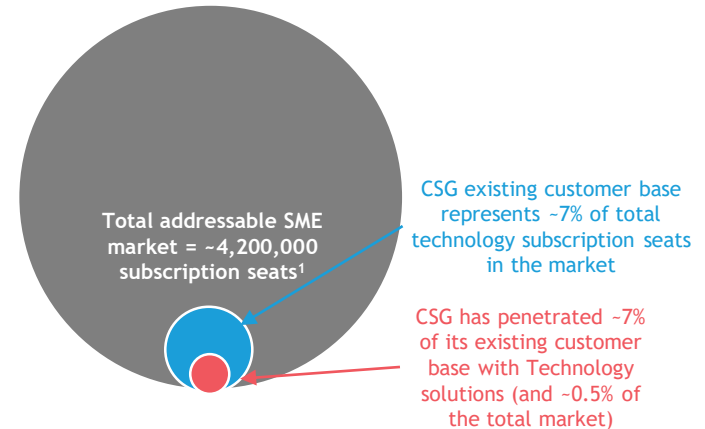 Total addressable SME
market = ~4,200,000
subscription seats¹
CSG existing customer base
represents ~7% of total
technology subscription seats
in the market
CSG has penetrated ~7%
of its existing customer
base with Technology
solutions (and ~0.5% of
the total market)